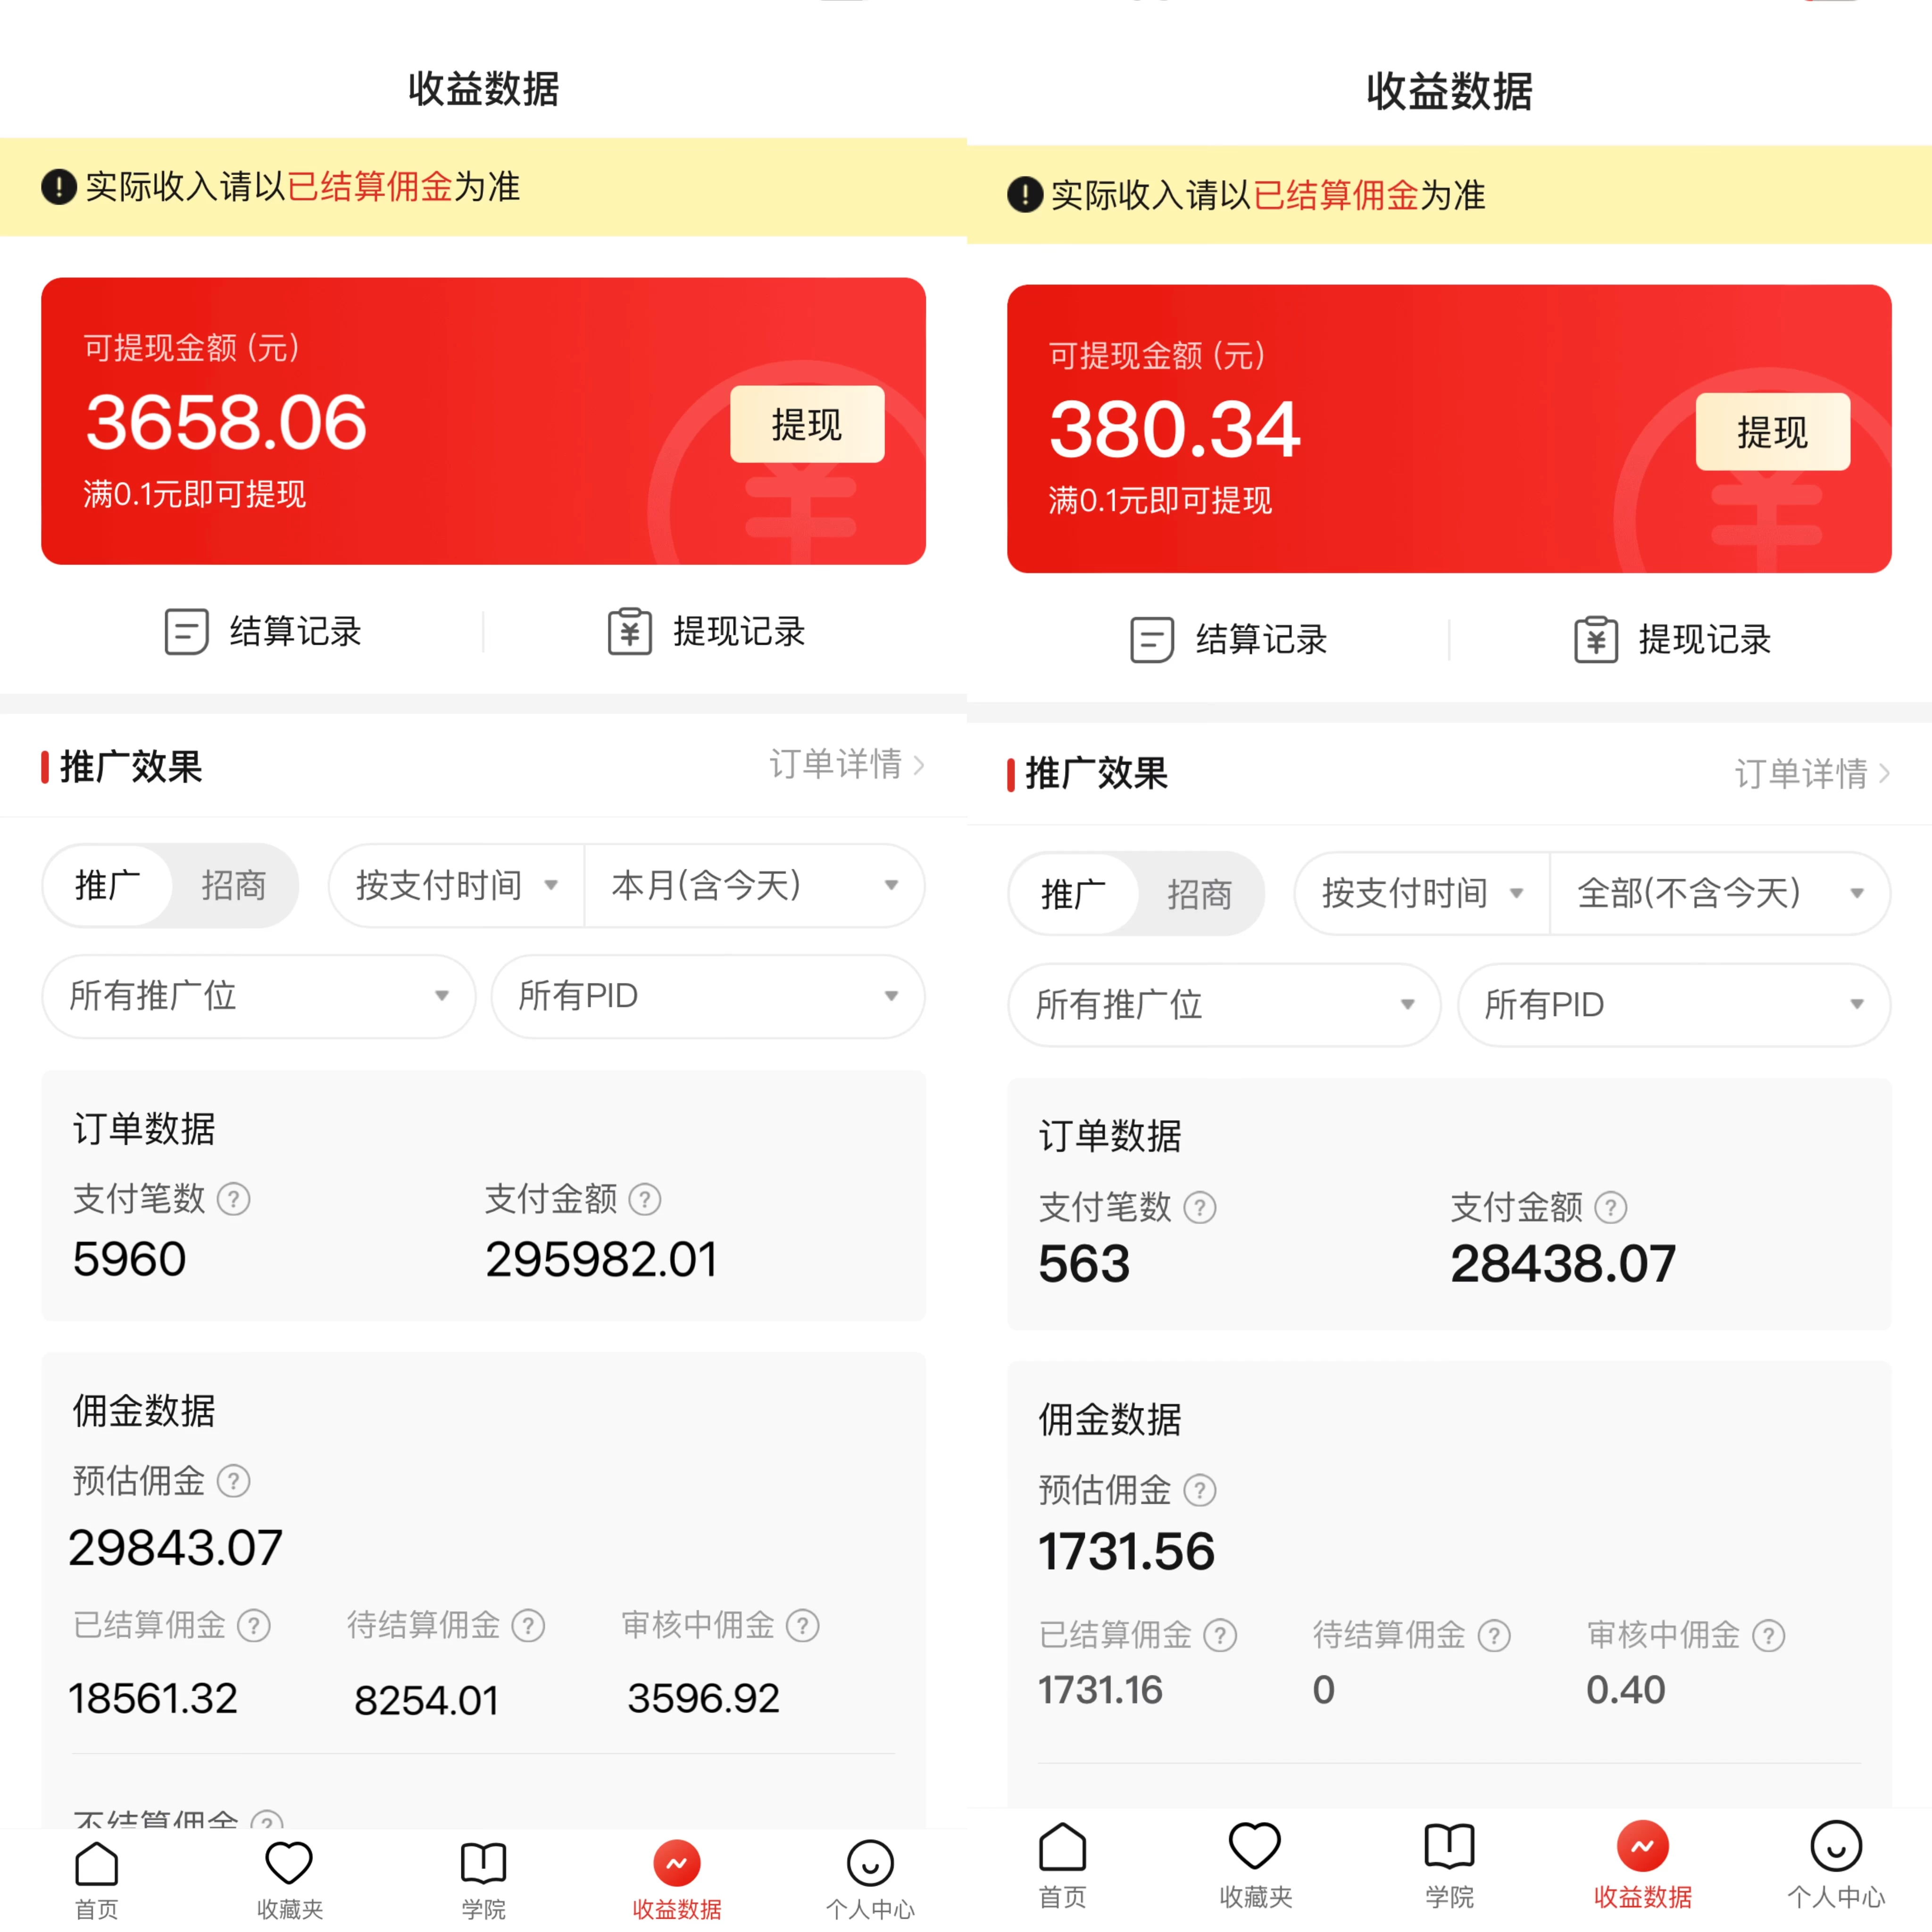 收益数据
实际收入请以已结算佣金为准
可提现金额 (元)
3658.06
提现
满0.1元即可提现
结算记录
提现记录
推广效果
订单详情
推广
招商
按支付时间
本月(含今天)
所有推广位
所有PID
订单数据
支付笔数
支付金额
5960
295982.01
佣金数据
预估佣金
29843.07
已结算佣金
待结算佣金
审核中佣金
18561.32
8254.01
3596.92
不结算佣金
首页
收藏夹
学院
收益数据
个人中心
收益数据
实际收入请以已结算佣金为准
可提现金额 (元)
380.34
提现
满0.1元即可提现
结算记录
提现记录
推广效果
订单详情
推广
招商
按支付时间
全部(不含今天)
所有推广位
所有PID
订单数据
支付笔数
支付金额
563
28438.07
佣金数据
预估佣金
1731.56
已结算佣金
待结算佣金
审核中佣金
1731.16
0
0.40
首页
收藏夹
学院
收益数据
个人中心